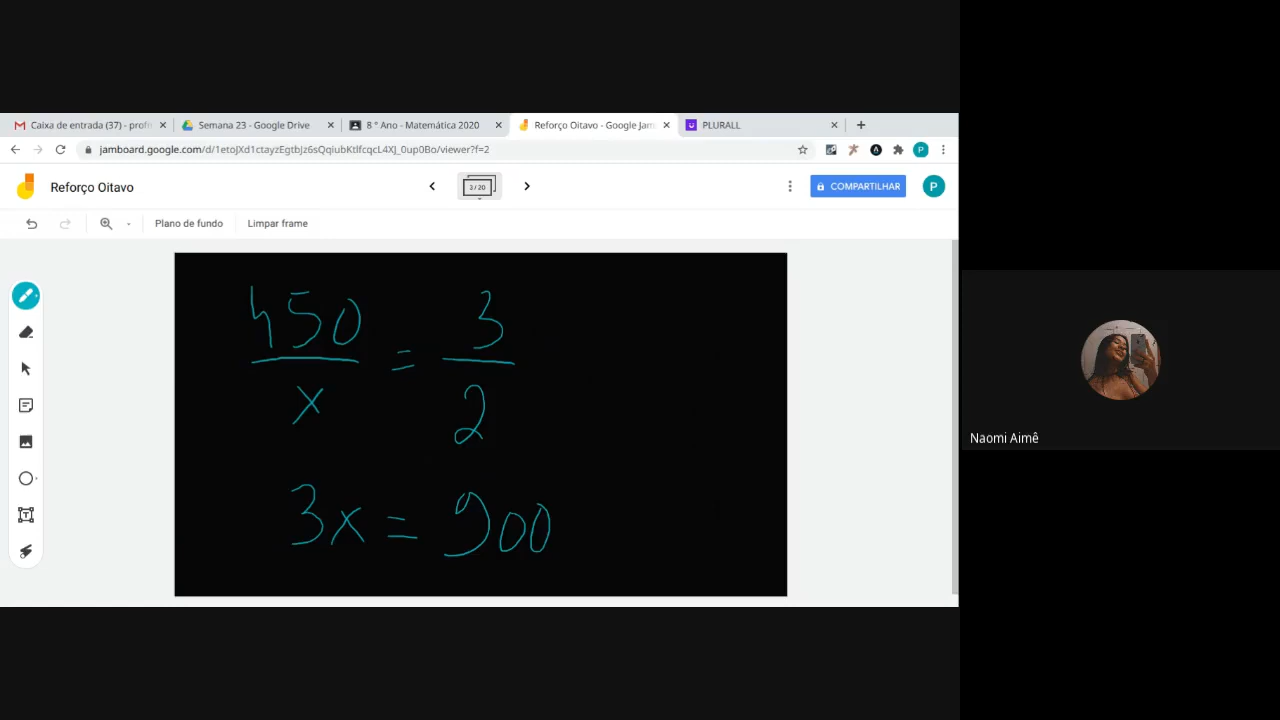 Caixa de entrada (37) - profi
Semana 23 - Google Drive
8 ° Ano - Matemática 2020
Reforço Oitavo - Google Jam
PLURALL
jamboard.google.com/d/1etoJXd1ctayzEgtbJz6sQqiubKtlfcqcL4XJ_0up0Bo/viewer?f=2
P
Reforço Oitavo
3 / 20
COMPARTILHAR
P
Plano de fundo
Limpar frame
450/x = 3/2
3x = 900
Naomi Aimê